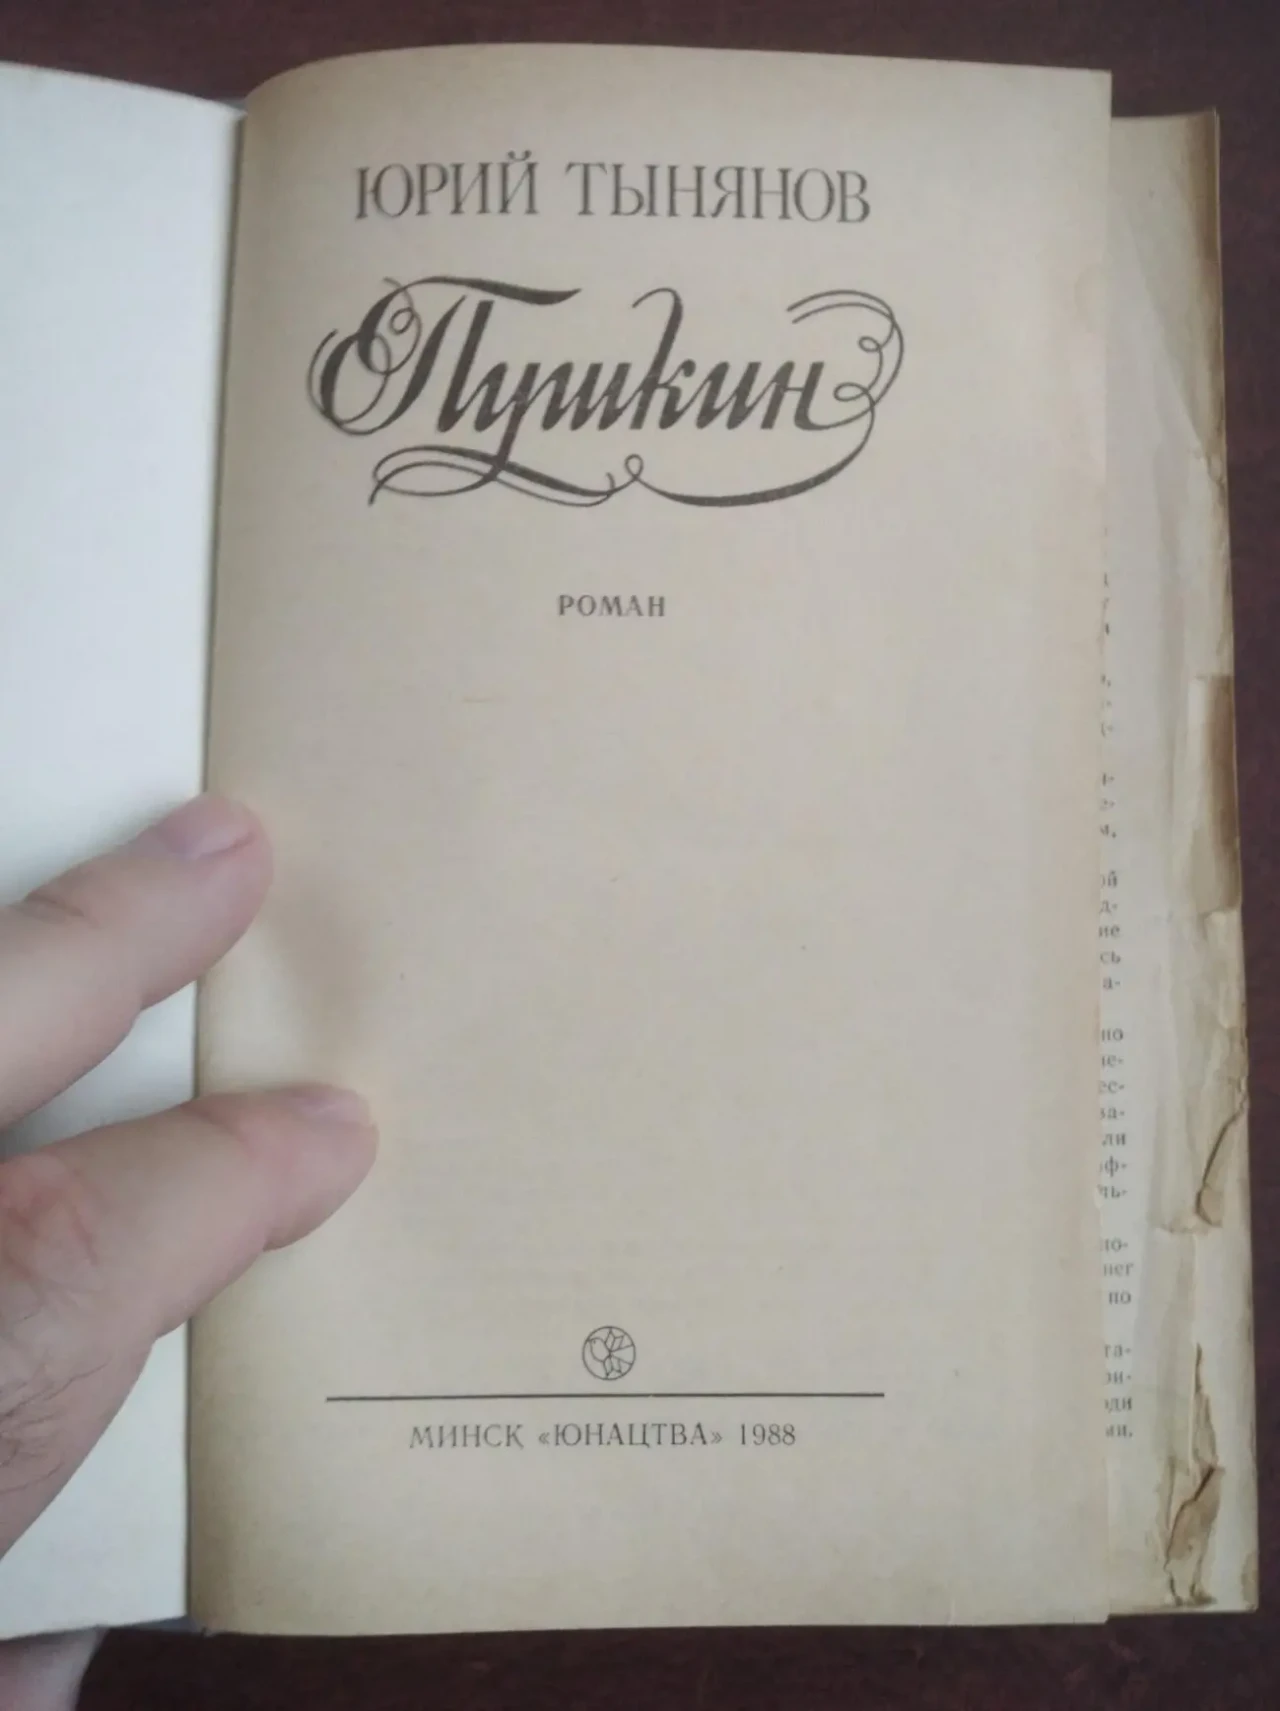 ЮРИЙ ТЫНЯНОВ
Пушкин
РОМАН
МИНСК «ЮНАЦТВА» 1988